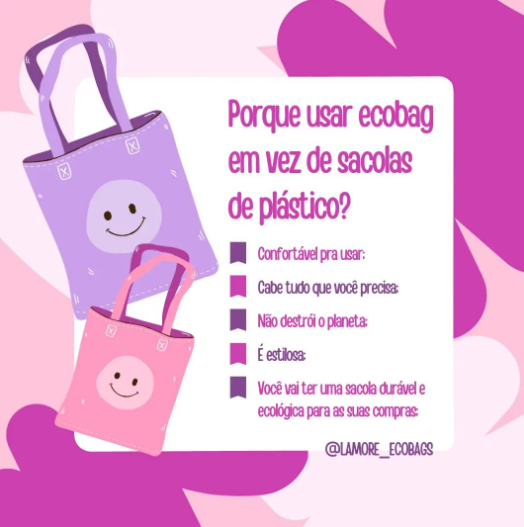 Porque usar ecobag
em vez de sacolas
de plástico?
Confortável pra usar;
Cabe tudo que você precisa;
Não destrói o planeta;
É estilosa;
Você vai ter uma sacola durável e
ecológica para as suas compras;
@LAMORE_ECOBAGS